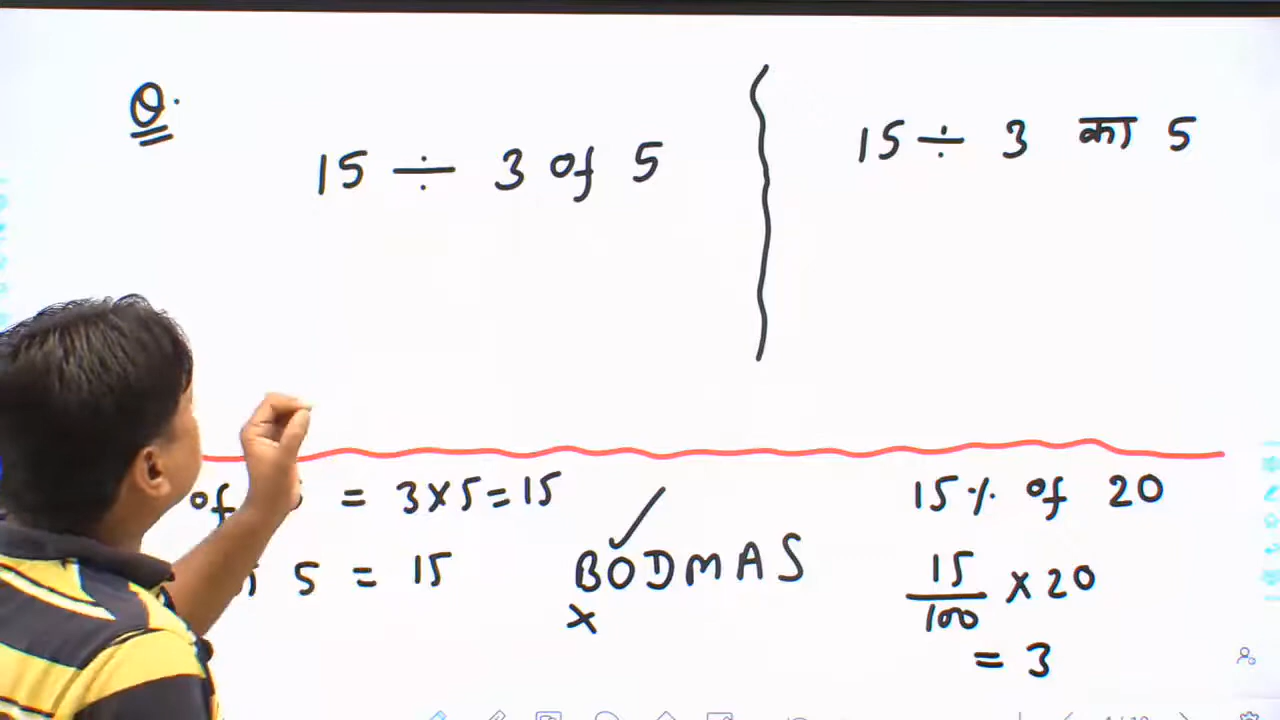 Q.
15 ÷ 3 of 5
15 ÷ 3 का 5
of = 3×5=15
5 = 15
BODMAS
×
15% of 20
15/100 × 20
= 3